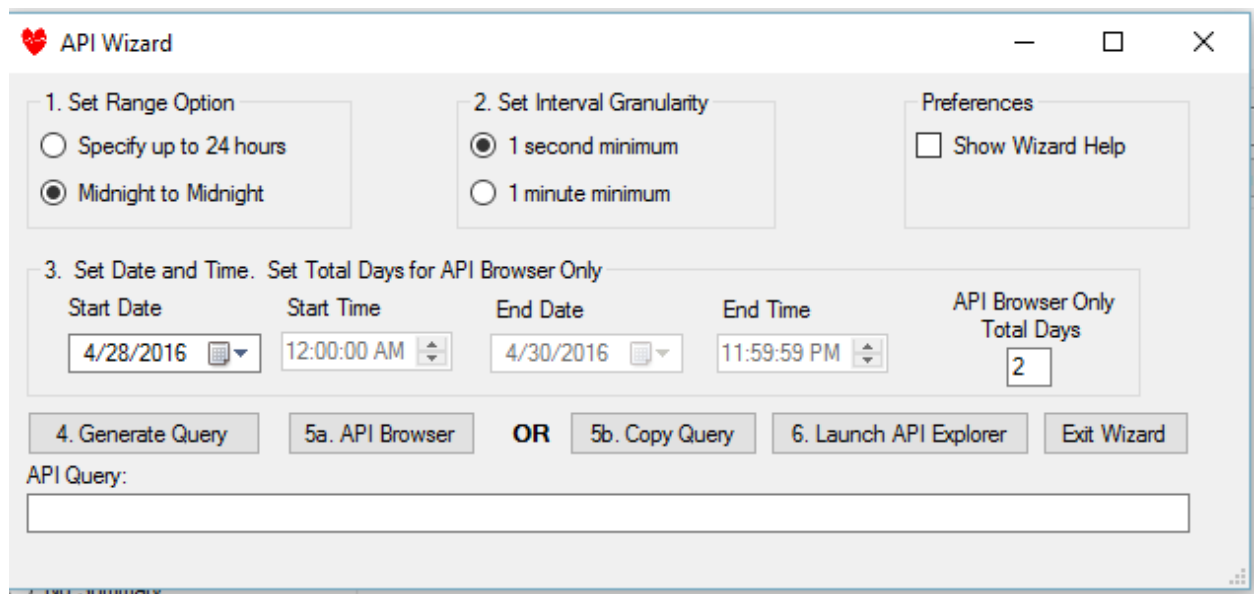 API Wizard
1. Set Range Option
Specify up to 24 hours
Midnight to Midnight
2. Set Interval Granularity
1 second minimum
1 minute minimum
Preferences
Show Wizard Help
3. Set Date and Time. Set Total Days for API Browser Only
Start Date
4/28/2016
Start Time
12:00:00 AM
End Date
4/30/2016
End Time
11:59:59 PM
API Browser Only
Total Days
2
4. Generate Query
5a. API Browser
OR
5b. Copy Query
6. Launch API Explorer
Exit Wizard
API Query: